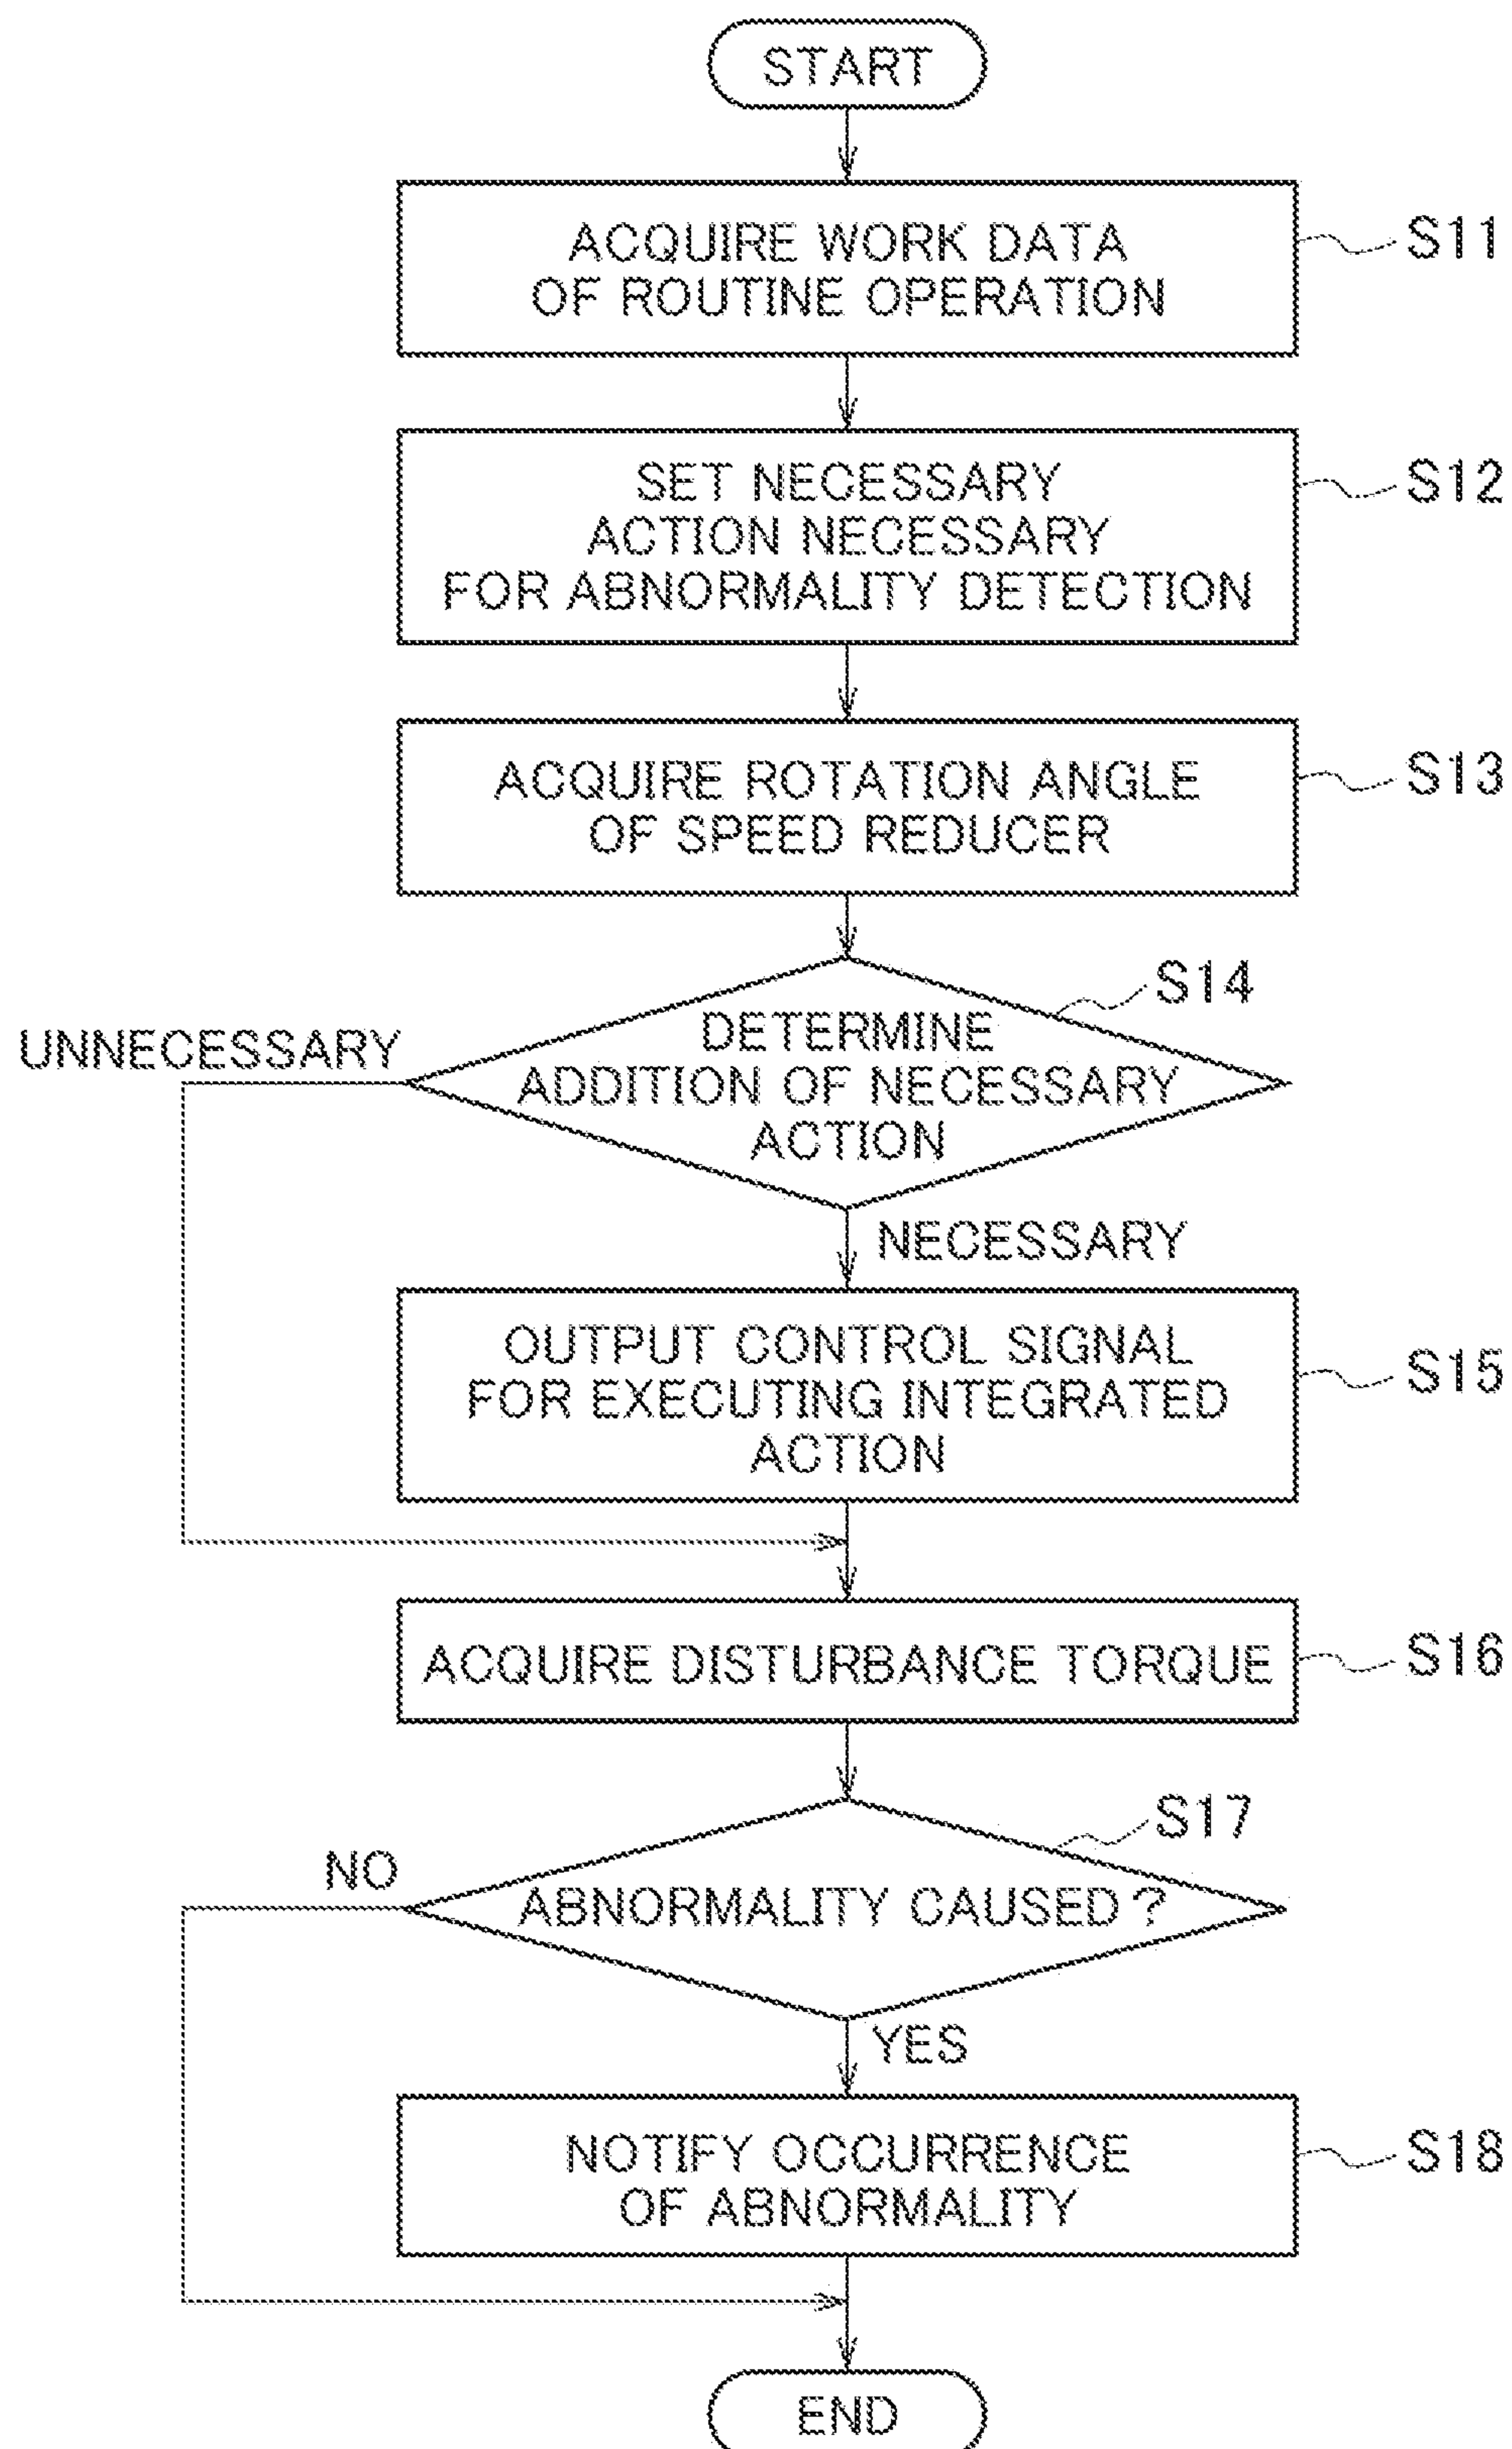 START
ACQUIRE WORK DATA
OF ROUTINE OPERATION
S11
SET NECESSARY
ACTION NECESSARY
FOR ABNORMALITY DETECTION
S12
ACQUIRE ROTATION ANGLE
OF SPEED REDUCER
S13
S14
UNNECESSARY
DETERMINE
ADDITION OF NECESSARY
ACTION
NECESSARY
OUTPUT CONTROL SIGNAL
FOR EXECUTING INTEGRATED
ACTION
S15
ACQUIRE DISTURBANCE TORQUE
S16
S17
NO
ABNORMALITY CAUSED?
YES
NOTIFY OCCURRENCE
OF ABNORMALITY
S18
END